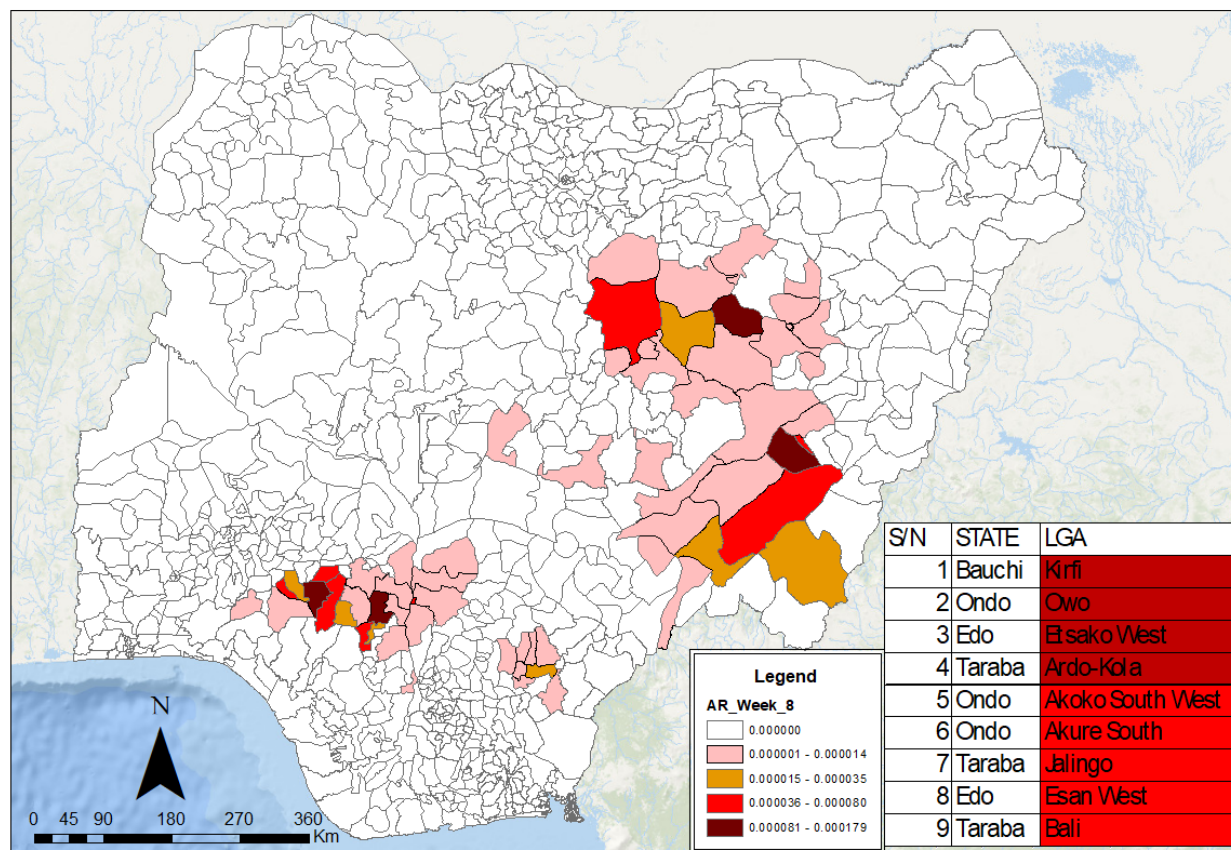 S/N STATE LGA
1 Bauchi Kirfi
2 Ondo Owo
3 Edo Etsako West
4 Taraba Ardo-Kola
5 Ondo Akoko South West
6 Ondo Akure South
7 Taraba Jalingo
8 Edo Esan West
9 Taraba Bali
Legend
AR_Week_8
0.000000
0.000001 - 0.000014
0.000015 - 0.000035
0.000036 - 0.000080
0.000081 - 0.000179
N
0 45 90 180 270 360
Km